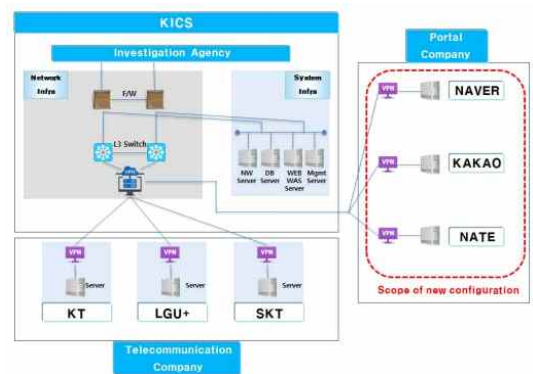 KICS
Investigation Agency
Network
Infra
F/W
L3 Switch
System
Infra
NW
Server
DB
Server
WEB
WAS
Server
Mgmt
Server
VPN
Server
KT
VPN
Server
LGU+
VPN
Server
SKT
Telecommunication
Company
Portal
Company
VPN
NAVER
VPN
KAKAO
VPN
NATE
Scope of new configuration